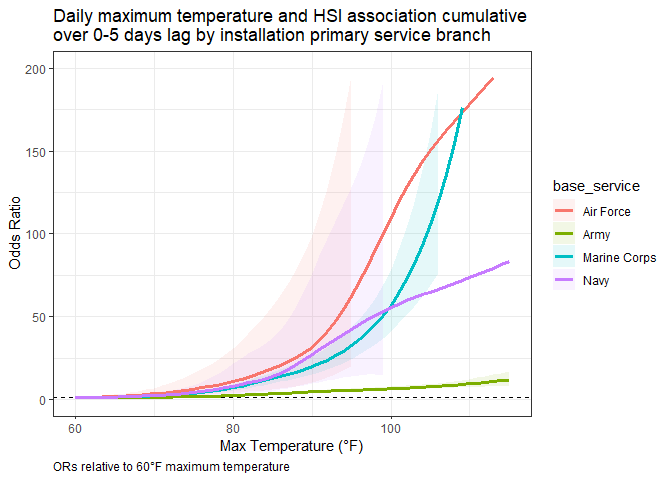 Daily maximum temperature and HSI association cumulative
over 0-5 days lag by installation primary service branch
200
150
100
50
0
Odds Ratio
60
80
100
Max Temperature (°F)
base_service
Air Force
Army
Marine Corps
Navy
ORs relative to 60°F maximum temperature